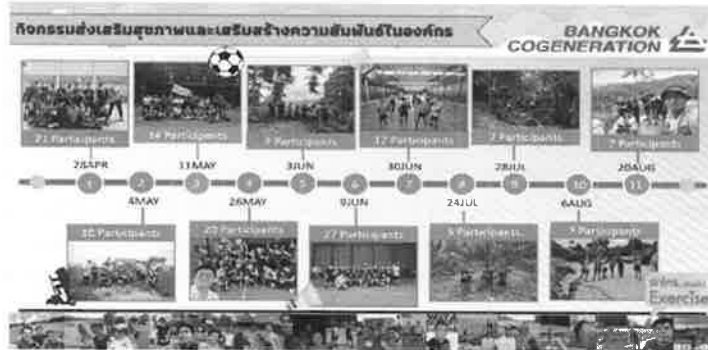 กิจกรรมส่งเสริมสุขภาพและเสริมสร้างความสัมพันธ์ในองค์กร
BANGKOK
COGENERATION
21 Participants
34 Participants
7 Participants
12 Participants
7 Participants
7 Participants
28APR
11MAY
3JUN
30JUN
28JUL
20AUG
1 2 3 4 5 6 7 8 9 10 11
4MAY
26MAY
9JUN
24JUL
6AUG
30 Participants
20 Participants
27 Participants
Participants
Participants
Exercise